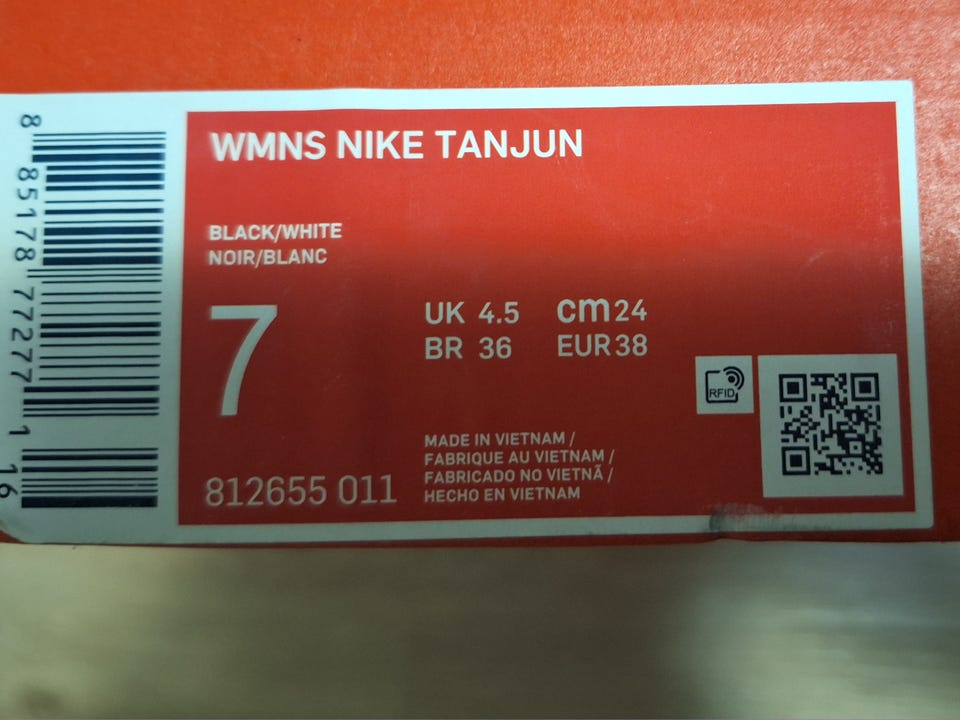 WMNS NIKE TANJUN
BLACK/WHITE
NOIR/BLANC
7
UK 4.5 cm 24
BR 36 EUR 38
RFID
MADE IN VIETNAM /
FABRIQUE AU VIETNAM /
FABRICADO NO VIETNÃ /
HECHO EN VIETNAM
812655 011
8 85178 77277 1 16